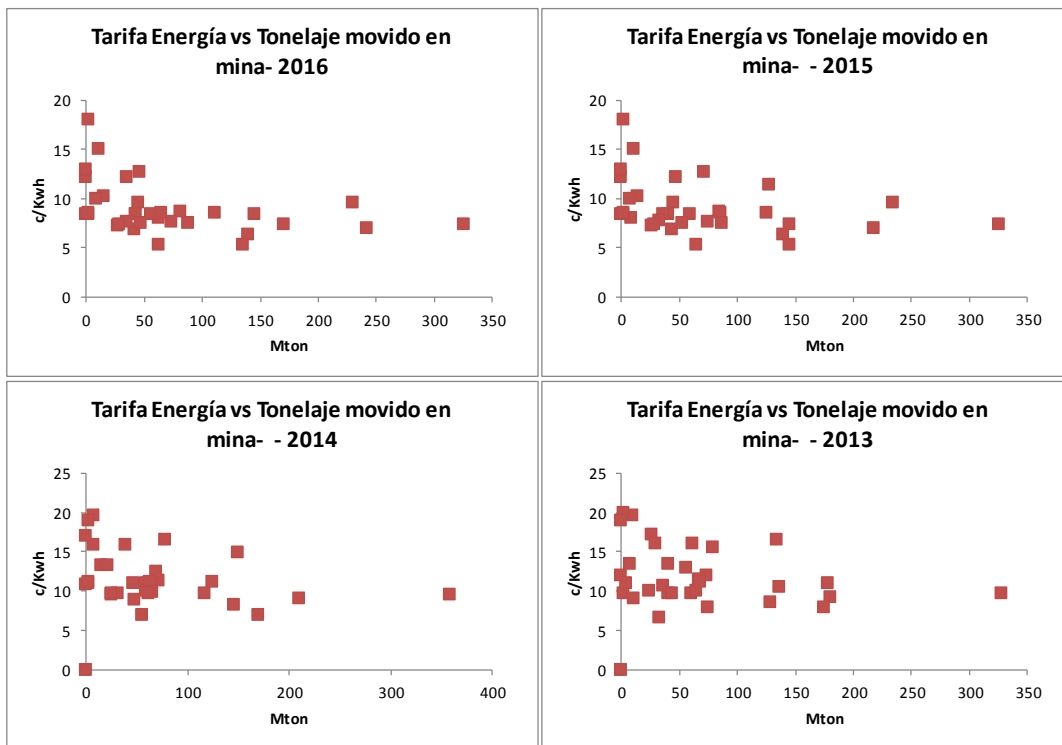 Tarifa Energía vs Tonelaje movido en
mina- 2016
20
15
10
5
0
c/Kwh
0 50 100 150 200 250 300 350
Mton
Tarifa Energía vs Tonelaje movido en
mina- - 2015
20
15
10
5
0
c/Kwh
0 50 100 150 200 250 300 350
Mton
Tarifa Energía vs Tonelaje movido en
mina- - 2014
25
20
15
10
5
0
c/Kwh
0 100 200 300 400
Mton
Tarifa Energía vs Tonelaje movido en
mina- - 2013
25
20
15
10
5
0
c/Kwh
0 50 100 150 200 250 300 350
Mton